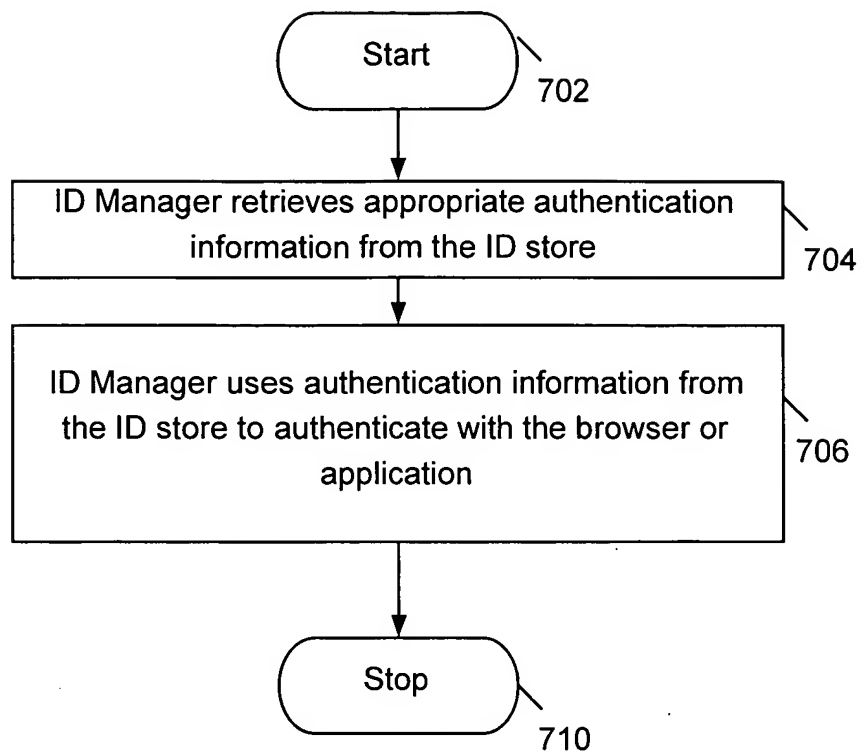 Start
702
ID Manager retrieves appropriate authentication
information from the ID store
704
ID Manager uses authentication information from
the ID store to authenticate with the browser or
application
706
Stop
710